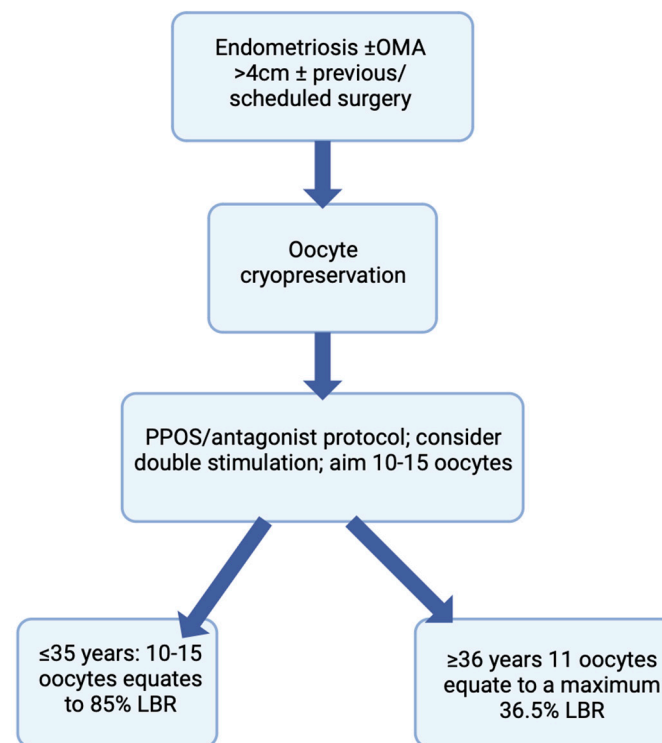 Endometriosis ±OMA
>4cm ± previous/
scheduled surgery
Oocyte
cryopreservation
PPOS/antagonist protocol; consider
double stimulation; aim 10-15 oocytes
≤35 years: 10-15
oocytes equates
to 85% LBR
≥36 years 11 oocytes
equate to a maximum
36.5% LBR